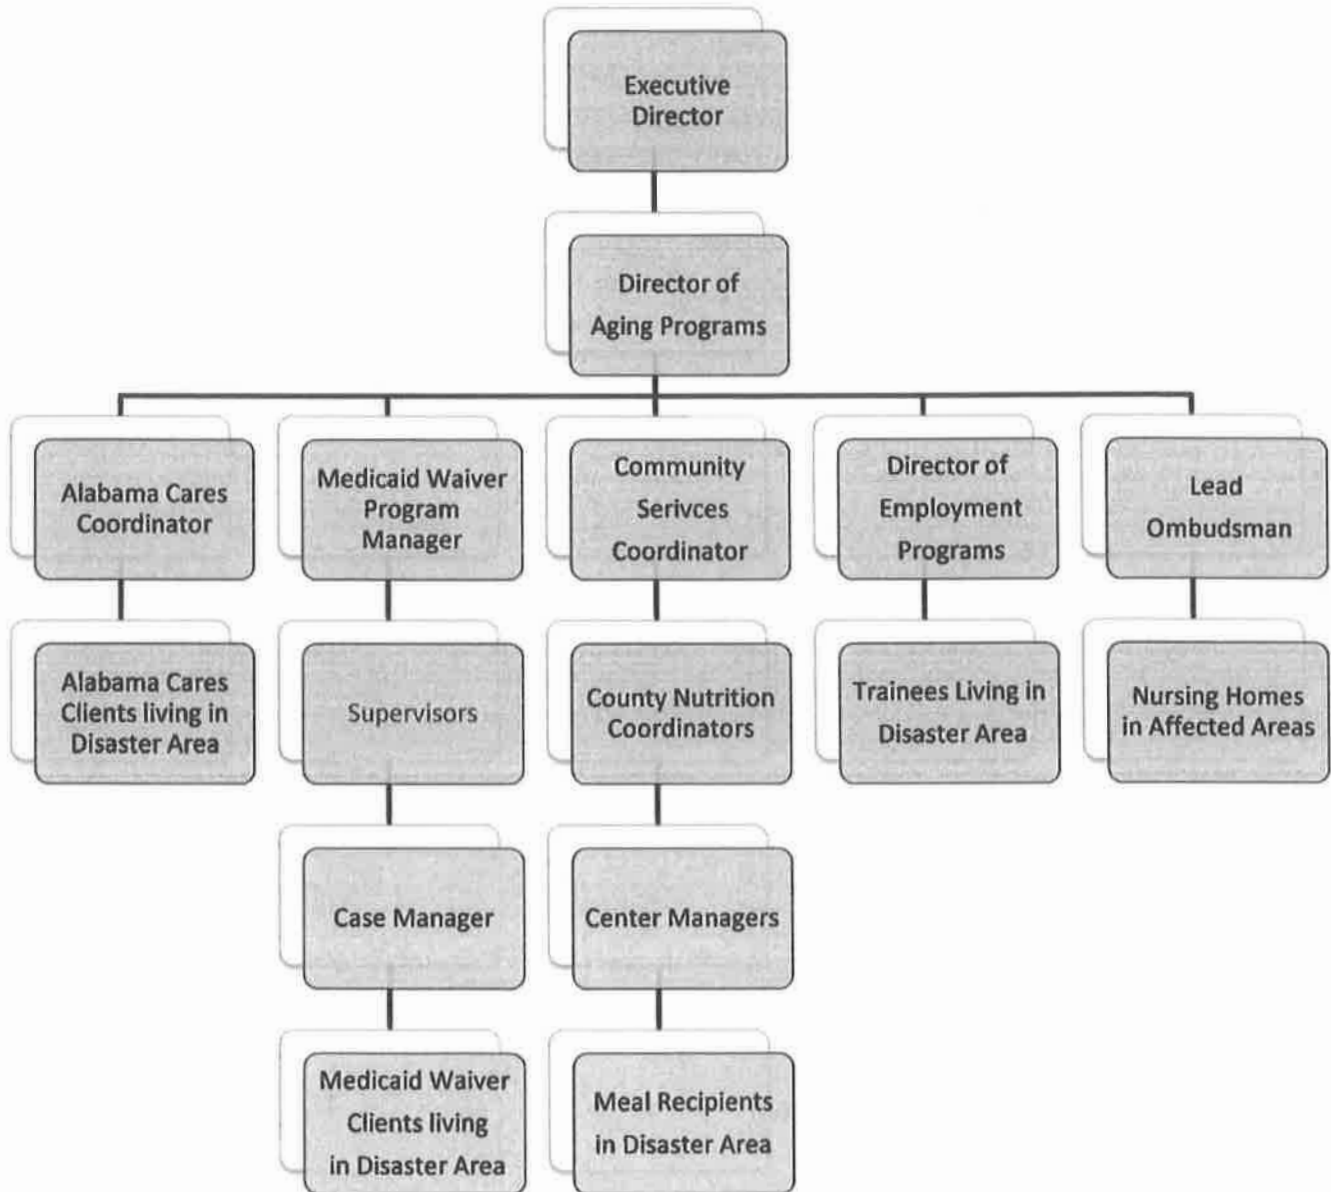 Executive
Director
Director of
Aging Programs
Alabama Cares
Coordinator
Medicaid Waiver
Program
Manager
Community
Serivces
Coordinator
Director of
Employment
Programs
Lead
Ombudsman
Alabama Cares
Clients living in
Disaster Area
Supervisors
County Nutrition
Coordinators
Trainees Living in
Disaster Area
Nursing Homes
in Affected Areas
Case Manager
Center Managers
Medicaid Waiver
Clients living
in Disaster Area
Meal Recipients
in Disaster Area